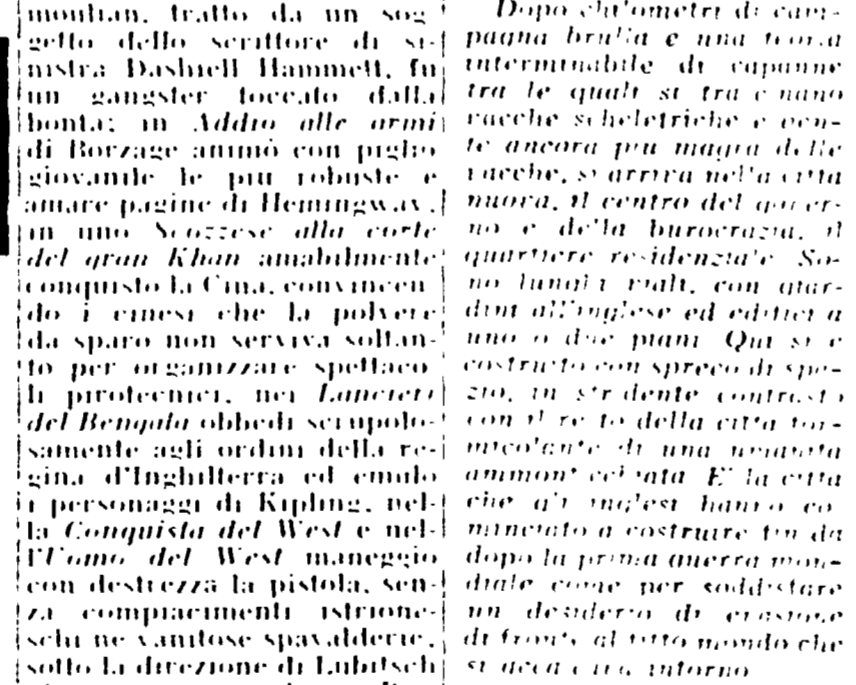 moulian, tratto da un sog
getto dello scrittore di si-
nistra Dashiell Hammett, fu
un gangster toccato dalla
bontà; in Addio alle armi
di Borzage animò con piglio
giovanile le più robuste e
amare pagine di Hemingway,
in uno Scozzese alla corte
del gran Khan amabilmente
conquistò la Cina, convincen
do i cinesi che la polvere
da sparo non serviva soltan-
to per organizzare spettaco
li pirotecnici, nei Lancieri
del Bengala obbedì scrupolo-
samente agli ordini della re-
gina d'Inghilterra ed emulò
i personaggi di Kipling, nel-
la Conquista del West e nel-
l'Uomo del West maneggiò
con destrezza la pistola, sen-
za compiacimenti istrione-
schi né vanitose spavalderie,
sotto la direzione di Lubitsch
Dopo chilometri di cam-
pagna brulla e una teoria
interminabile di capanne
tra le quali si trascinano
vacche scheletriche e gen-
te ancora più magra delle
vacche, si arriva nella città
nuova, il centro del gover-
no e della burocrazia, il
quartiere residenziale. So-
no lunghi viali, con giar-
dini all'inglese ed edifici a
uno o due piani. Qui si è
costruito con spreco di spa-
zio, in stridente contrasto
con il resto della città for-
micolante di una umanità
ammonticchiata. E' la città
che gli inglesi hanno co
minciato a costruire fin da
dopo la prima guerra mon-
diale come per soddisfare
un desiderio di evasione
di fronte al tetto mondo che
si accalcava intorno